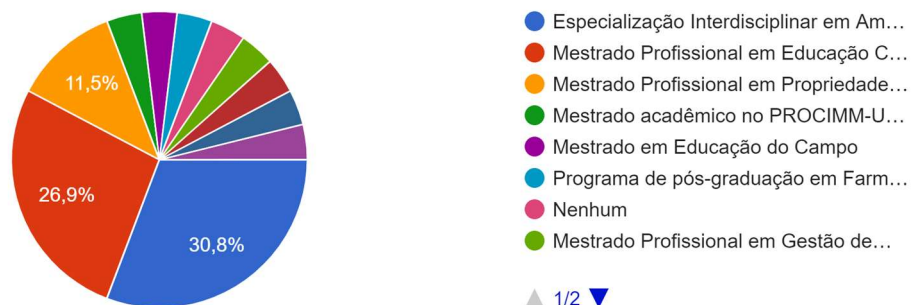 11,5%
26,9%
30,8%
Especialização Interdisciplinar em Am…
Mestrado Profissional em Educação C…
Mestrado Profissional em Propriedade…
Mestrado acadêmico no PROCIMM-U…
Mestrado em Educação do Campo
Programa de pós-graduação em Farm…
Nenhum
Mestrado Profissional em Gestão de…
1/2